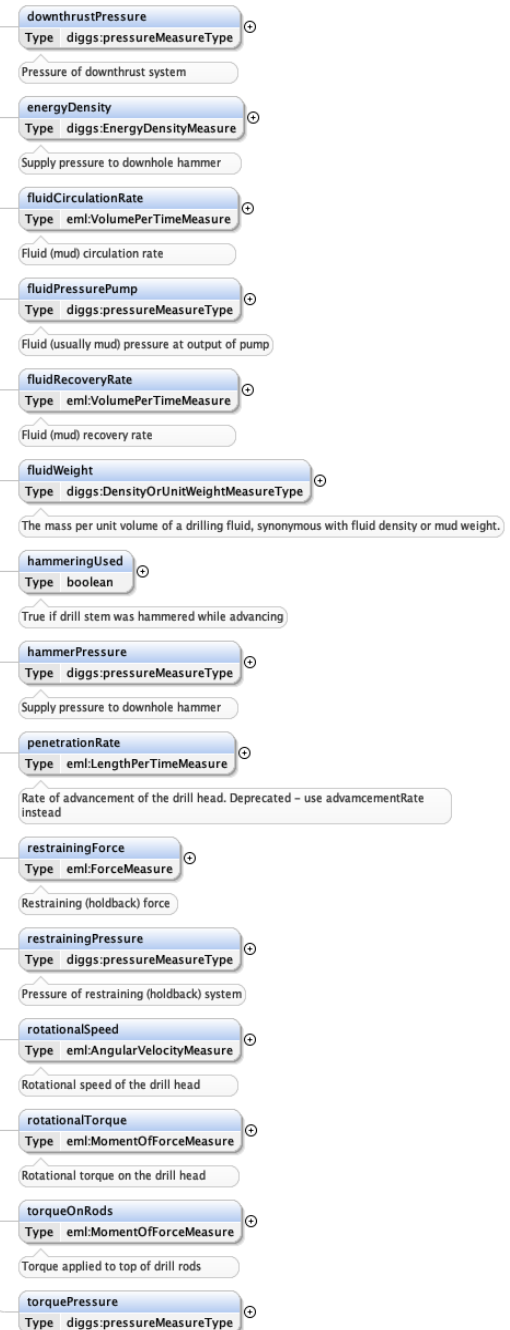 downthrustPressure
Type diggs:pressureMeasureType
Pressure of downthrust system
energyDensity
Type diggs:EnergyDensityMeasure
Supply pressure to downhole hammer
fluidCirculationRate
Type eml:VolumePerTimeMeasure
Fluid (mud) circulation rate
fluidPressurePump
Type diggs:pressureMeasureType
Fluid (usually mud) pressure at output of pump
fluidRecoveryRate
Type eml:VolumePerTimeMeasure
Fluid (mud) recovery rate
fluidWeight
Type diggs:DensityOrUnitWeightMeasureType
The mass per unit volume of a drilling fluid, synonymous with fluid density or mud weight.
hammeringUsed
Type boolean
True if drill stem was hammered while advancing
hammerPressure
Type diggs:pressureMeasureType
Supply pressure to downhole hammer
penetrationRate
Type eml:LengthPerTimeMeasure
Rate of advancement of the drill head. Deprecated – use advamcementRate
instead
restrainingForce
Type eml:ForceMeasure
Restraining (holdback) force
restrainingPressure
Type diggs:pressureMeasureType
Pressure of restraining (holdback) system
rotationalSpeed
Type eml:AngularVelocityMeasure
Rotational speed of the drill head
rotationalTorque
Type eml:MomentOfForceMeasure
Rotational torque on the drill head
torqueOnRods
Type eml:MomentOfForceMeasure
Torque applied to top of drill rods
torquePressure
Type diggs:pressureMeasureType